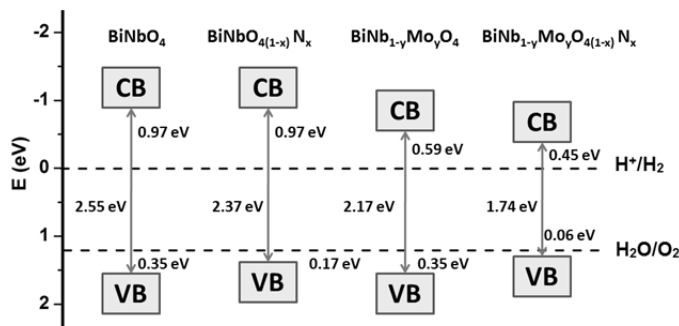 BiNbO4 BiNbO4(1-x) Nx BiNb1-yMoyO4 BiNb1-yMoyO4(1-x) Nx
-2
CB CB CB CB
-1
0.97 eV 0.97 eV 0.59 eV 0.45 eV
0 H+/H2
E (eV)
2.55 eV 2.37 eV 2.17 eV 1.74 eV
1 0.06 eV
H2O/O2
0.35 eV 0.17 eV 0.35 eV
VB VB VB VB
2